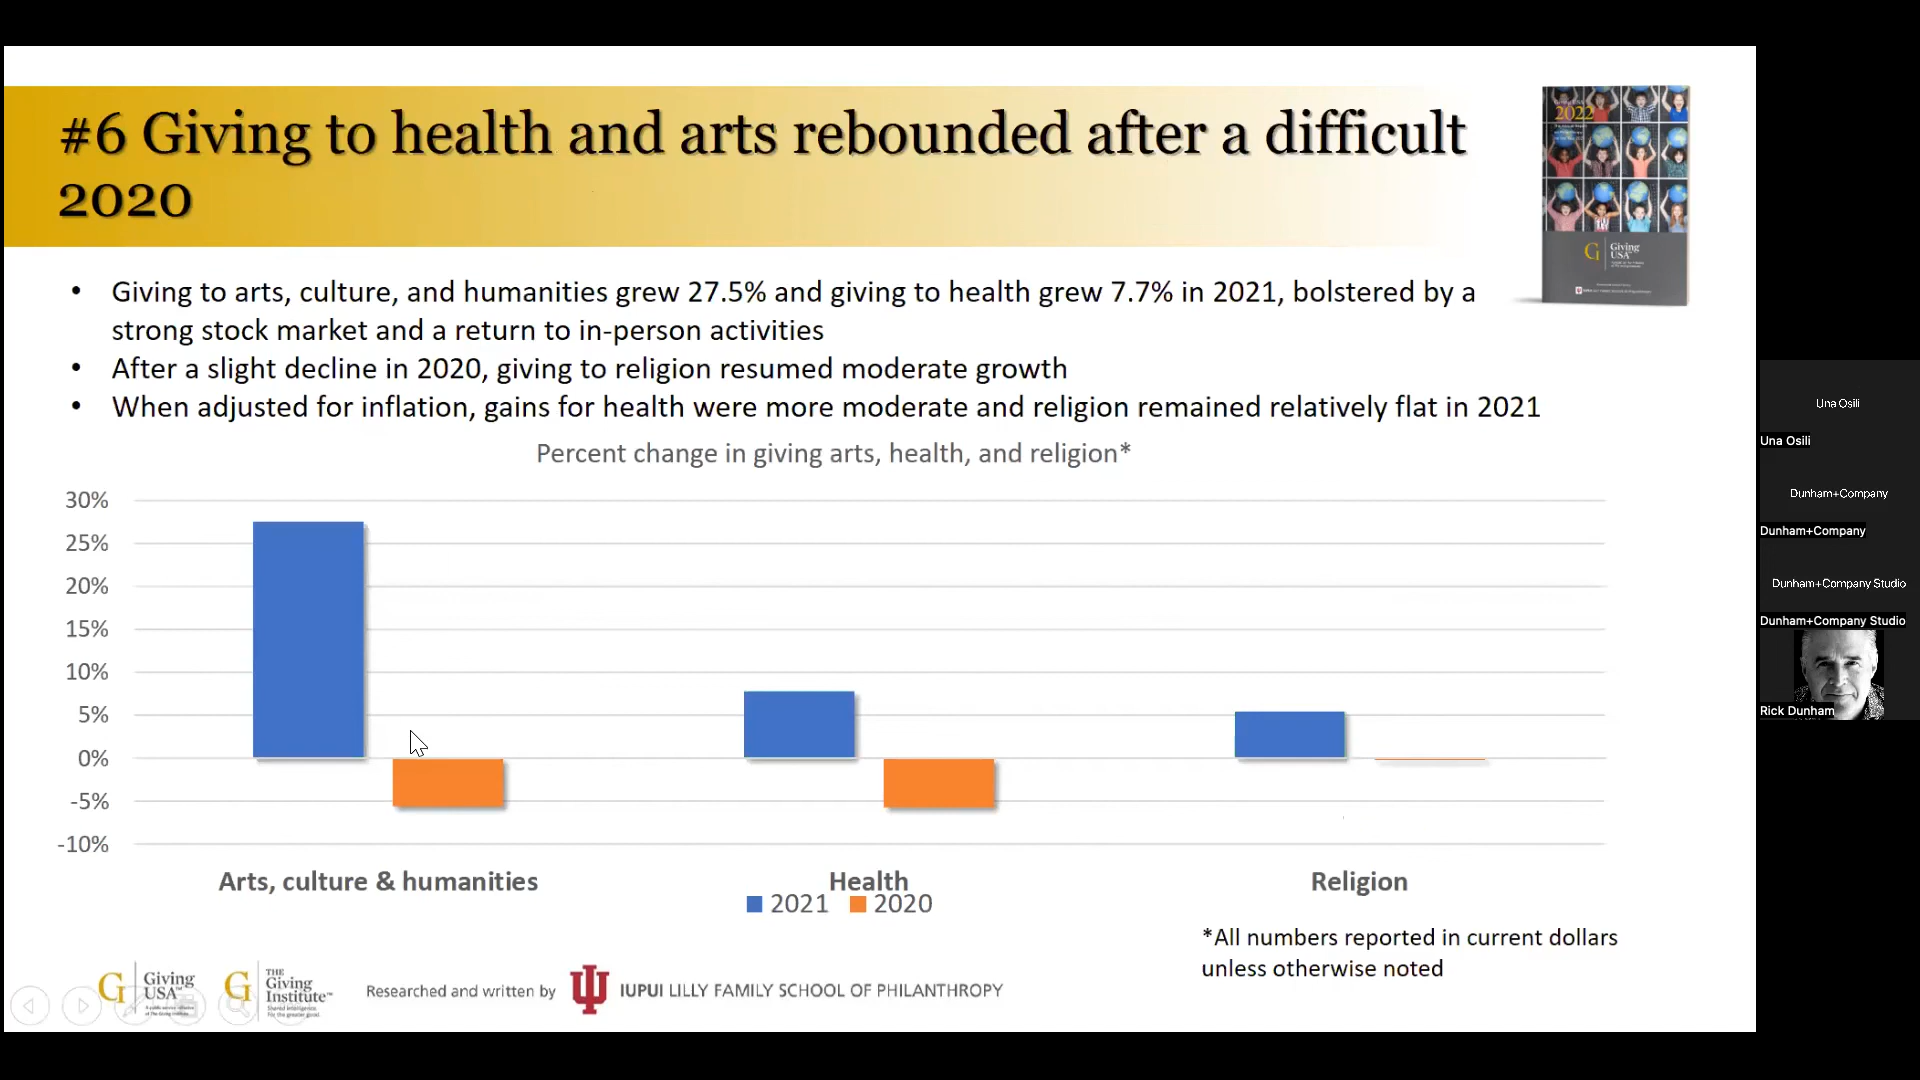 #6 Giving to health and arts rebounded after a difficult
2020
2022
G Giving
USA
• Giving to arts, culture, and humanities grew 27.5% and giving to health grew 7.7% in 2021, bolstered by a
strong stock market and a return to in-person activities
• After a slight decline in 2020, giving to religion resumed moderate growth
• When adjusted for inflation, gains for health were more moderate and religion remained relatively flat in 2021
Percent change in giving arts, health, and religion*
30%
25%
20%
15%
10%
5%
0%
-5%
-10%
Arts, culture & humanities
Health
Religion
2021 2020
*All numbers reported in current dollars
unless otherwise noted
G Giving
USA™
G THE
Giving
Institute™
Researched and written by
IUPUI LILLY FAMILY SCHOOL OF PHILANTHROPY
Una Osili
Una Osili
Dunham+Company
Dunham+Company
Dunham+Company Studio
Dunham+Company Studio
Rick Dunham